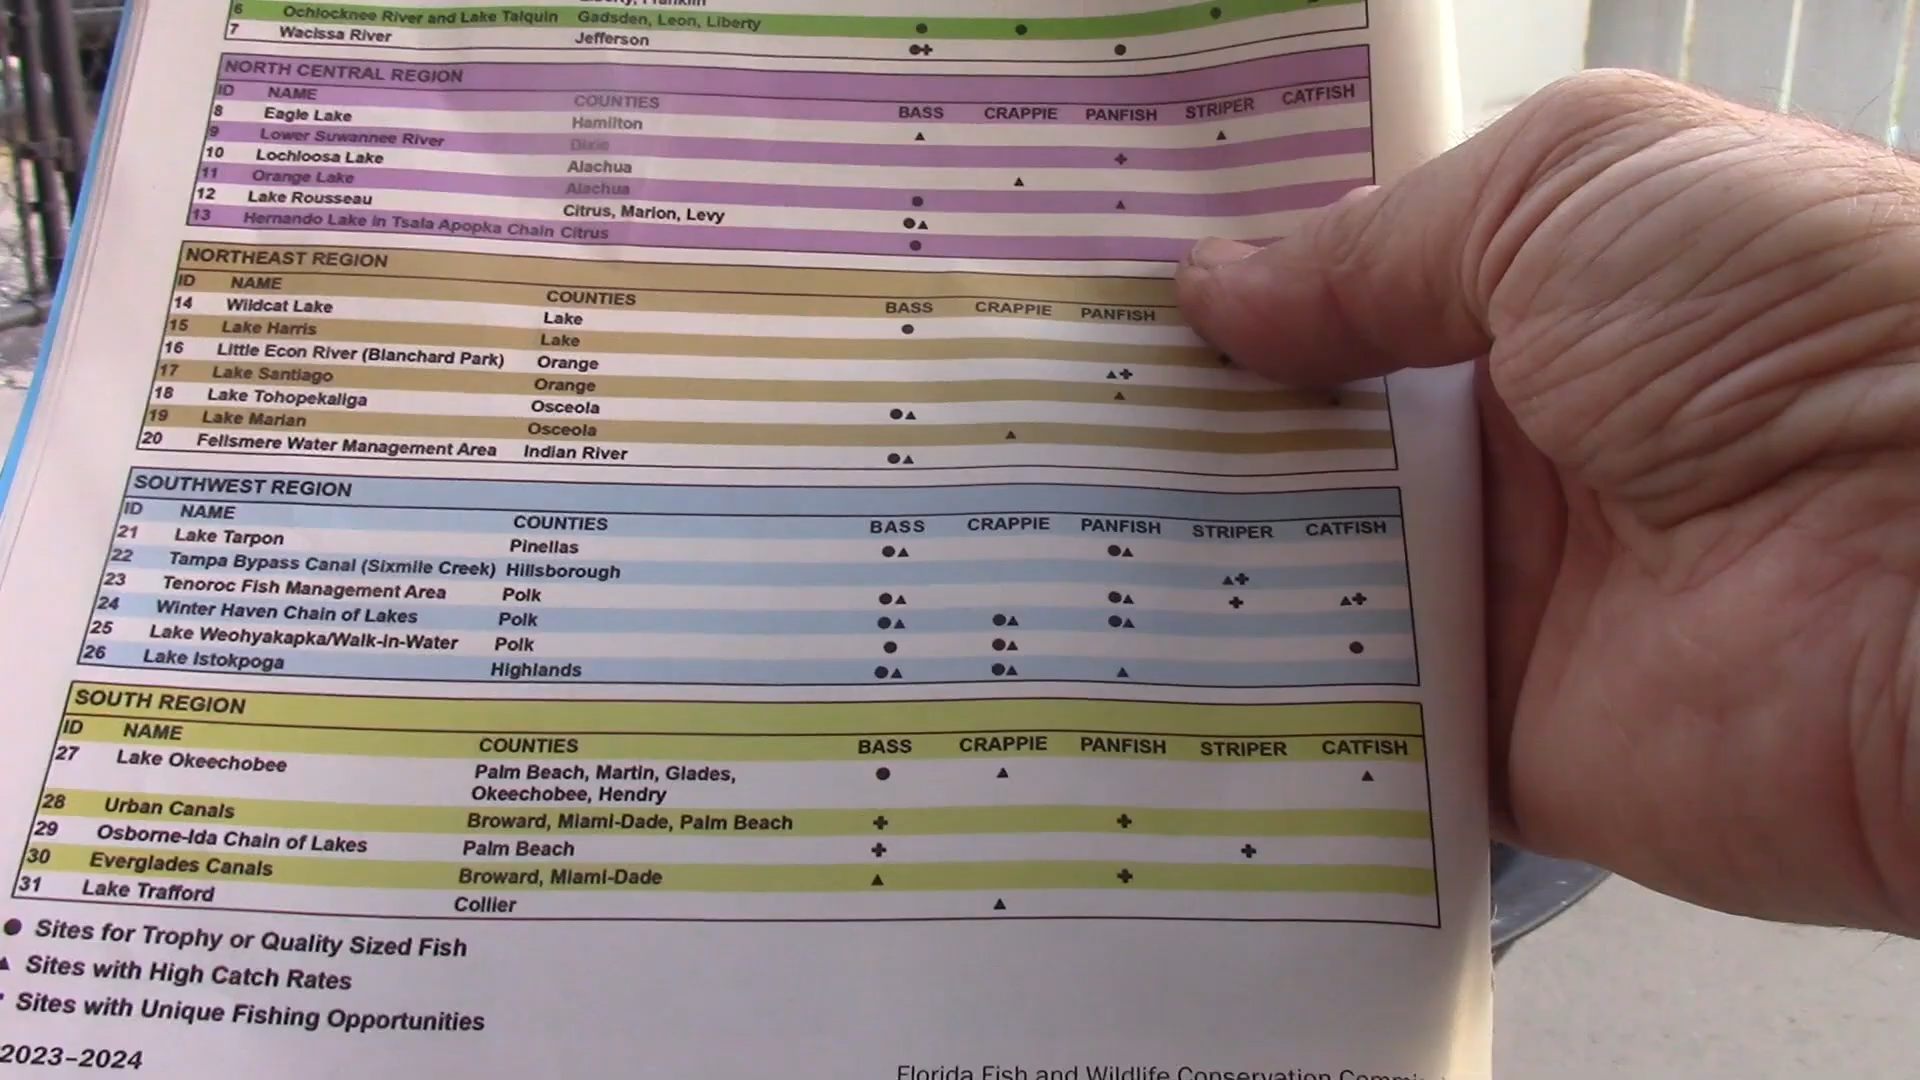 6 Ochlocknee River and Lake Talquin Gadsden, Leon, Liberty ● ● ●
7 Wacissa River Jefferson ●✚ ●
NORTH CENTRAL REGION
ID NAME COUNTIES BASS CRAPPIE PANFISH STRIPER CATFISH
8 Eagle Lake Hamilton ▲ ▲
9 Lower Suwannee River Dixie ✚
10 Lochloosa Lake Alachua ▲
11 Orange Lake Alachua ● ▲
12 Lake Rousseau Citrus, Marion, Levy ●▲
13 Hernando Lake in Tsala Apopka Chain Citrus ●
NORTHEAST REGION
ID NAME COUNTIES BASS CRAPPIE PANFISH
14 Wildcat Lake Lake ●
15 Lake Harris Lake
16 Little Econ River (Blanchard Park) Orange ▲✚
17 Lake Santiago Orange ▲
18 Lake Tohopekaliga Osceola ●▲
19 Lake Marian Osceola ▲
20 Fellsmere Water Management Area Indian River ●▲
SOUTHWEST REGION
ID NAME COUNTIES BASS CRAPPIE PANFISH STRIPER CATFISH
21 Lake Tarpon Pinellas ●▲ ●▲
22 Tampa Bypass Canal (Sixmile Creek) Hillsborough ▲✚
23 Tenoroc Fish Management Area Polk ●▲ ●▲ ✚ ▲✚
24 Winter Haven Chain of Lakes Polk ●▲ ●▲ ●▲
25 Lake Weohyakapka/Walk-in-Water Polk ● ●▲ ●
26 Lake Istokpoga Highlands ●▲ ●▲ ▲
SOUTH REGION
ID NAME COUNTIES BASS CRAPPIE PANFISH STRIPER CATFISH
27 Lake Okeechobee Palm Beach, Martin, Glades, ● ▲ ▲
Okeechobee, Hendry
28 Urban Canals Broward, Miami-Dade, Palm Beach ✚ ✚
29 Osborne-Ida Chain of Lakes Palm Beach ✚ ✚
30 Everglades Canals Broward, Miami-Dade ▲ ✚
31 Lake Trafford Collier ▲
● Sites for Trophy or Quality Sized Fish
▲ Sites with High Catch Rates
Sites with Unique Fishing Opportunities
2023–2024
Florida Fish and Wildlife Conservation